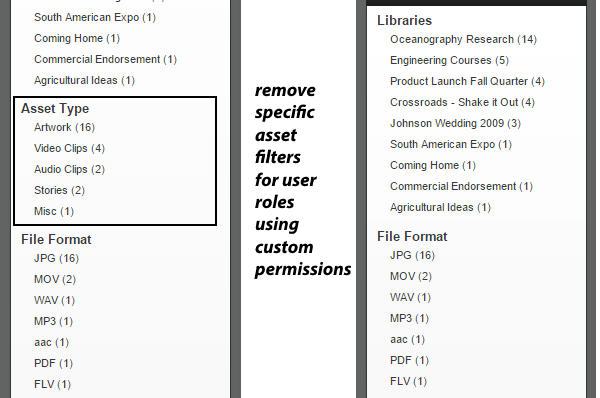 South American Expo (1)
Coming Home (1)
Commercial Endorsement (1)
Agricultural Ideas (1)
Asset Type
Artwork (16)
Video Clips (4)
Audio Clips (2)
Stories (2)
Misc (1)
File Format
JPG (16)
MOV (2)
WAV (1)
MP3 (1)
aac (1)
PDF (1)
FLV (1)
remove
specific
asset
filters
for user
roles
using
custom
permissions
Libraries
Oceanography Research (14)
Engineering Courses (5)
Product Launch Fall Quarter (4)
Crossroads - Shake it Out (4)
Johnson Wedding 2009 (3)
South American Expo (1)
Coming Home (1)
Commercial Endorsement (1)
Agricultural Ideas (1)
File Format
JPG (16)
MOV (2)
WAV (1)
MP3 (1)
aac (1)
PDF (1)
FLV (1)